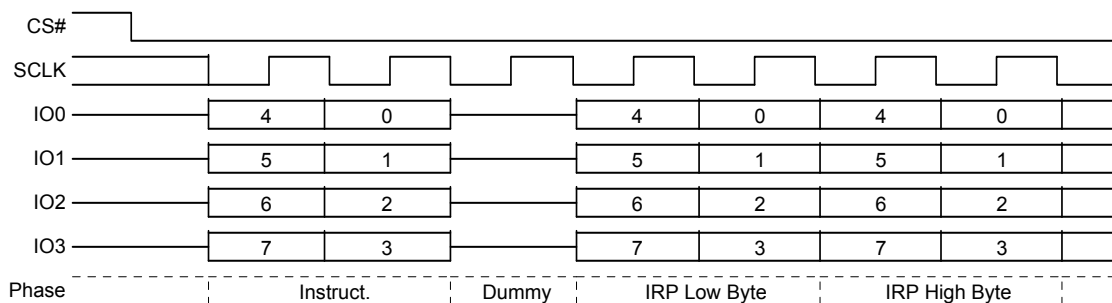 CS#
SCLK
IO0 4 0 4 0 4 0
IO1 5 1 5 1 5 1
IO2 6 2 6 2 6 2
IO3 7 3 7 3 7 3
Phase Instruct. Dummy IRP Low Byte IRP High Byte